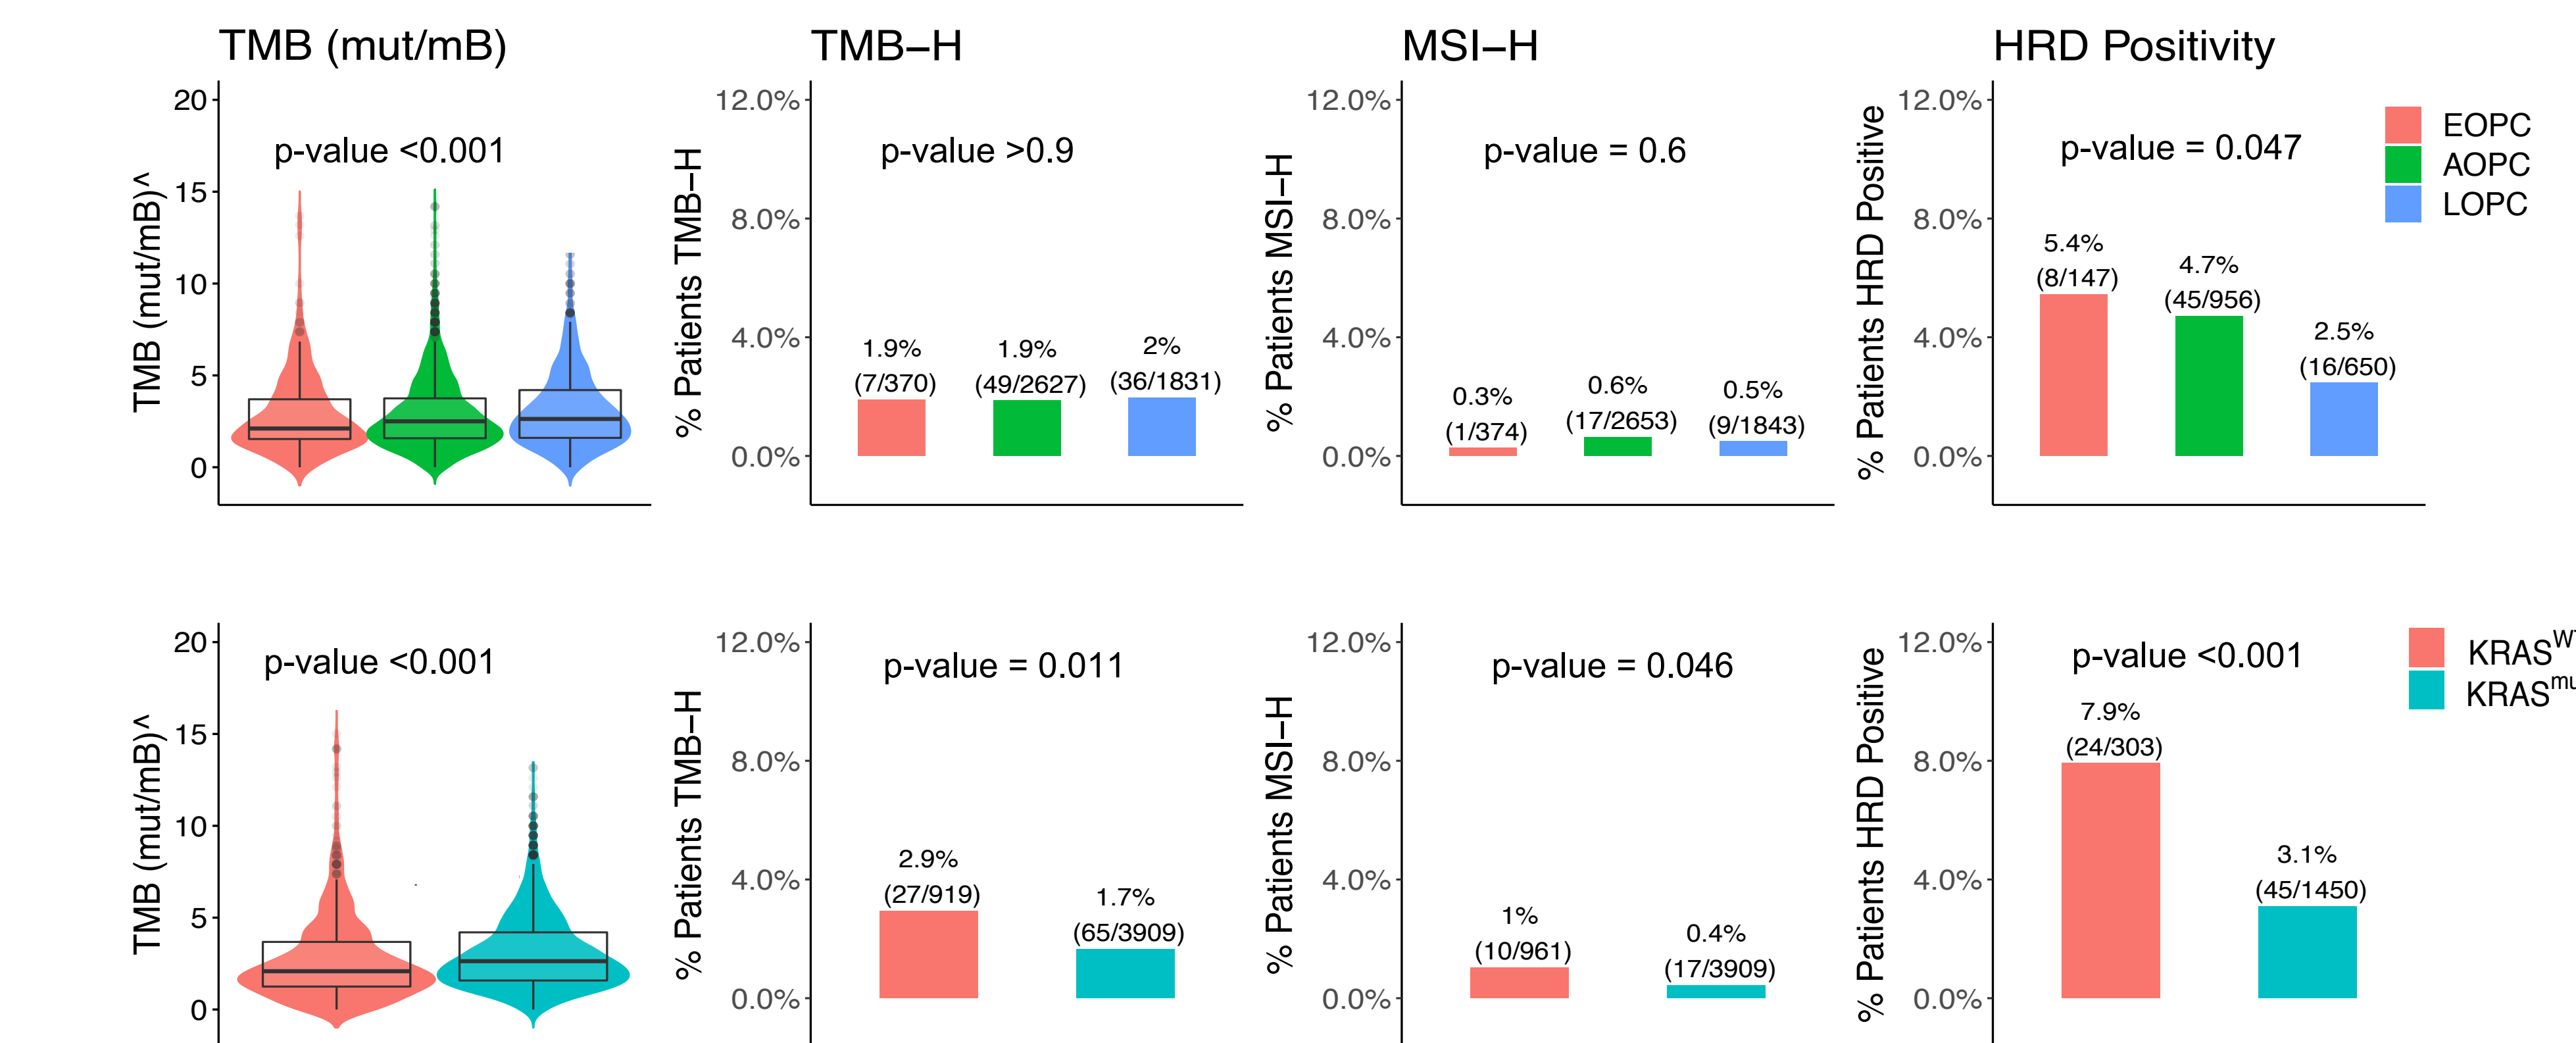 TMB (mut/mB)
TMB (mut/mB)^
20
15
10
5
0
p-value <0.001
TMB–H
% Patients TMB–H
12.0%
8.0%
4.0%
0.0%
p-value >0.9
1.9%
(7/370)
1.9%
(49/2627)
2%
(36/1831)
MSI–H
% Patients MSI–H
12.0%
8.0%
4.0%
0.0%
p-value = 0.6
0.3%
(1/374)
0.6%
(17/2653)
0.5%
(9/1843)
HRD Positivity
% Patients HRD Positive
12.0%
8.0%
4.0%
0.0%
p-value = 0.047
5.4%
(8/147)
4.7%
(45/956)
2.5%
(16/650)
EOPC
AOPC
LOPC
TMB (mut/mB)^
20
15
10
5
0
p-value <0.001
% Patients TMB–H
12.0%
8.0%
4.0%
0.0%
p-value = 0.011
2.9%
(27/919)
1.7%
(65/3909)
% Patients MSI–H
12.0%
8.0%
4.0%
0.0%
p-value = 0.046
1%
(10/961)
0.4%
(17/3909)
% Patients HRD Positive
12.0%
8.0%
4.0%
0.0%
p-value <0.001
7.9%
(24/303)
3.1%
(45/1450)
KRAS
KRAS